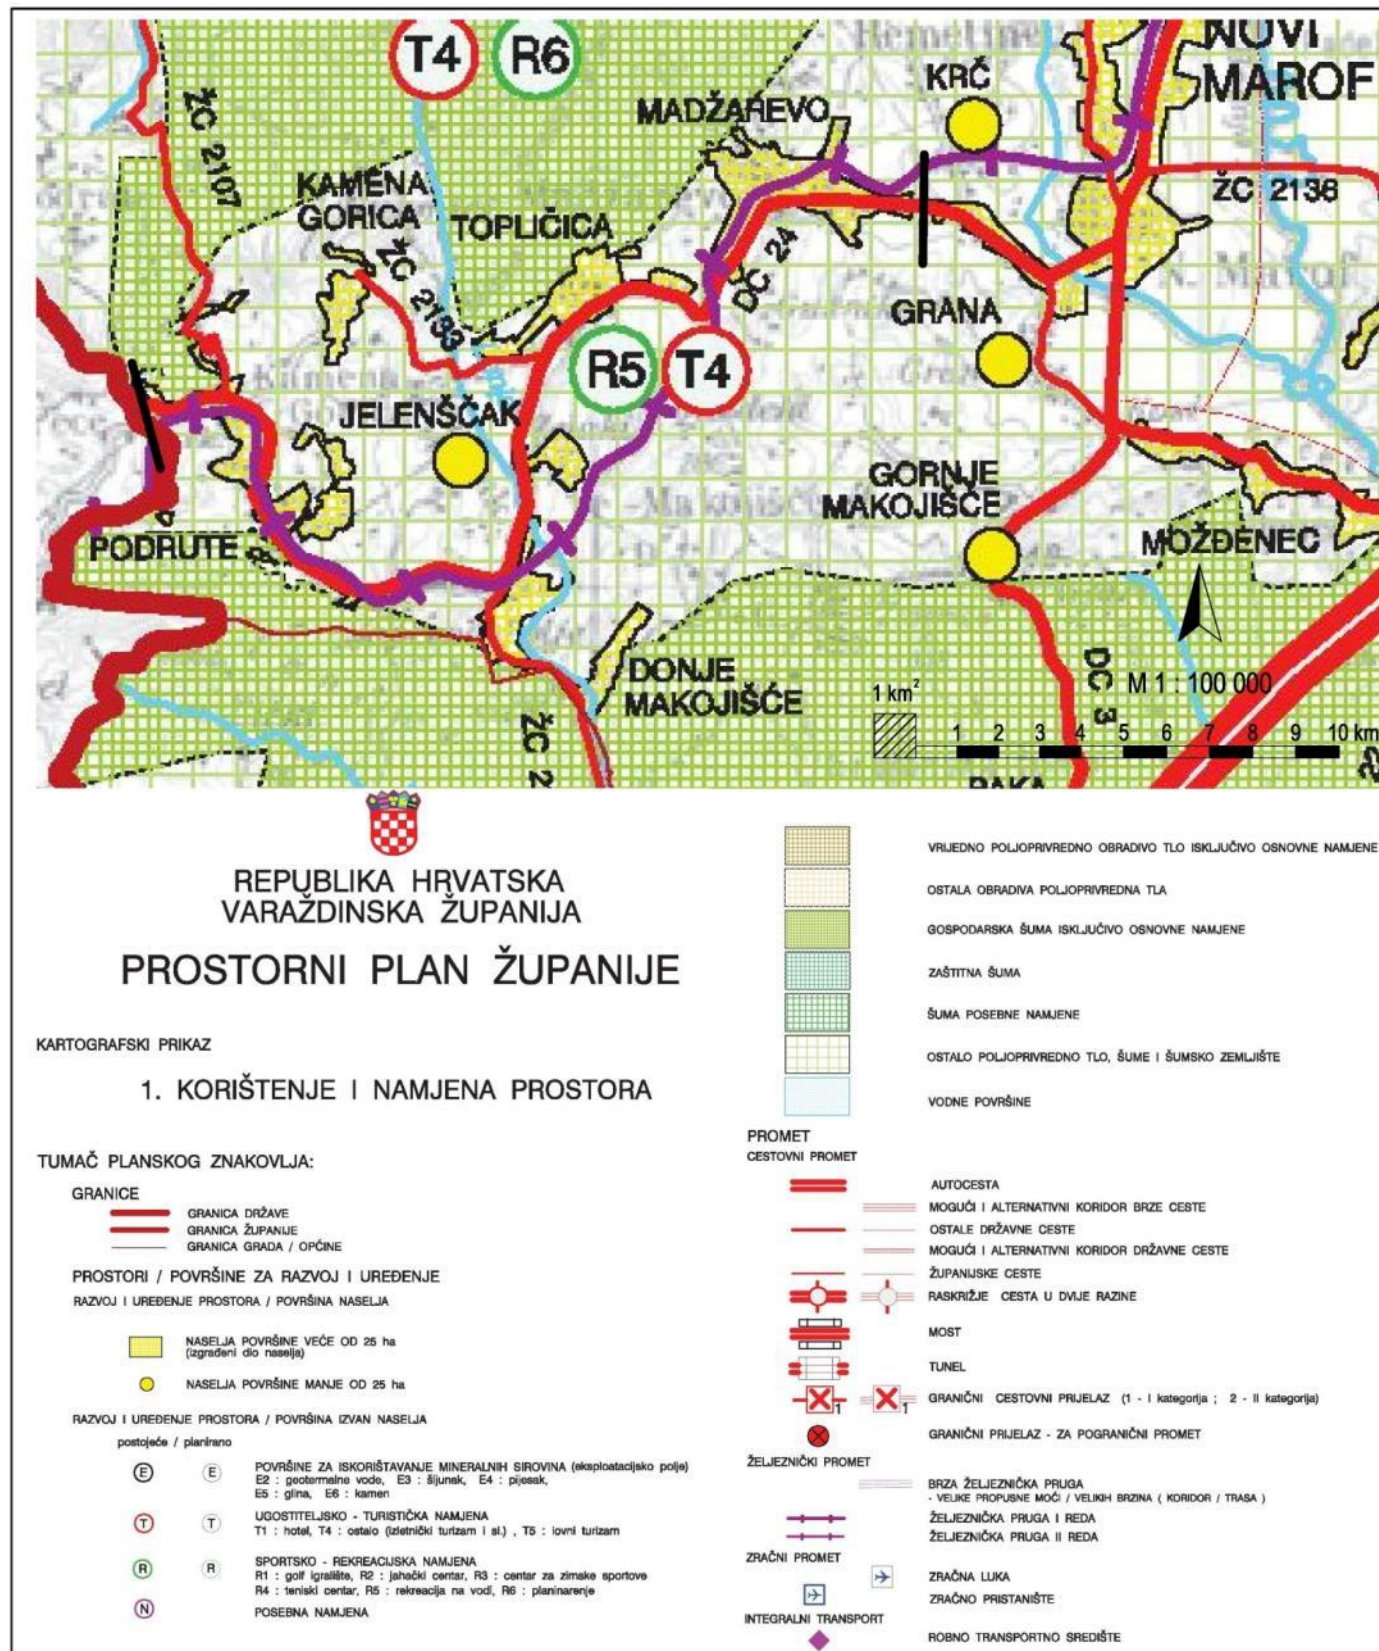 T4
R6
NOVI
MAROF
KRČ
MADŽAREVO
ŽC 2107
KAMENA
GORICA
TOPLIČICA
ŽC 2136
DC 24
GRANA
R5
T4
JELENŠČAK
GORNJE
MAKOJIŠĆE
PODRUTE
MOŽĐENEC
DONJE
MAKOJIŠĆE
DC 3
M 1 : 100 000
1 km²
1 2 3 4 5 6 7 8 9 10 km
ŽC 2
REPUBLIKA HRVATSKA
VARAŽDINSKA ŽUPANIJA
PROSTORNI PLAN ŽUPANIJE
KARTOGRAFSKI PRIKAZ
1. KORIŠTENJE I NAMJENA PROSTORA
TUMAČ PLANSKOG ZNAKOVLJA:
GRANICE
GRANICA DRŽAVE
GRANICA ŽUPANIJE
GRANICA GRADA / OPĆINE
PROSTORI / POVRŠINE ZA RAZVOJ I UREĐENJE
RAZVOJ I UREĐENJE PROSTORA / POVRŠINA NASELJA
NASELJA POVRŠINE VEĆE OD 25 ha
(izgrađeni dio naselja)
NASELJA POVRŠINE MANJE OD 25 ha
RAZVOJ I UREĐENJE PROSTORA / POVRŠINA IZVAN NASELJA
postojeće / planirano
E E POVRŠINE ZA ISKORIŠTAVANJE MINERALNIH SIROVINA (eksploatacijsko polje)
E2 : geotermalne vode, E3 : šljunak, E4 : pijesak,
E5 : glina, E6 : kamen
T T UGOSTITELJSKO - TURISTIČKA NAMJENA
T1 : hotel, T4 : ostalo (izletnički turizam i sl.) , T5 : lovni turizam
R R SPORTSKO - REKREACIJSKA NAMJENA
R1 : golf igralište, R2 : jahački centar, R3 : centar za zimske sportove
R4 : teniski centar, R5 : rekreacija na vodi, R6 : planinarenje
N POSEBNA NAMJENA
VRIJEDNO POLJOPRIVREDNO OBRADIVO TLO ISKLJUČIVO OSNOVNE NAMJENE
OSTALA OBRADIVA POLJOPRIVREDNA TLA
GOSPODARSKA ŠUMA ISKLJUČIVO OSNOVNE NAMJENE
ZAŠTITNA ŠUMA
ŠUMA POSEBNE NAMJENE
OSTALO POLJOPRIVREDNO TLO, ŠUME I ŠUMSKO ZEMLJIŠTE
VODNE POVRŠINE
PROMET
CESTOVNI PROMET
AUTOCESTA
MOGUĆI I ALTERNATIVNI KORIDOR BRZE CESTE
OSTALE DRŽAVNE CESTE
MOGUĆI I ALTERNATIVNI KORIDOR DRŽAVNE CESTE
ŽUPANIJSKE CESTE
RASKRIŽJE CESTA U DVIJE RAZINE
MOST
TUNEL
1 1 GRANIČNI CESTOVNI PRIJELAZ (1 - I kategorija ; 2 - II kategorija)
GRANIČNI PRIJELAZ - ZA POGRANIČNI PROMET
ŽELJEZNIČKI PROMET
BRZA ŽELJEZNIČKA PRUGA
- VELIKE PROPUSNE MOĆI / VELIKIH BRZINA ( KORIDOR / TRASA )
ŽELJEZNIČKA PRUGA I REDA
ŽELJEZNIČKA PRUGA II REDA
ZRAČNI PROMET
ZRAČNA LUKA
ZRAČNO PRISTANIŠTE
INTEGRALNI TRANSPORT
ROBNO TRANSPORTNO SREDIŠTE